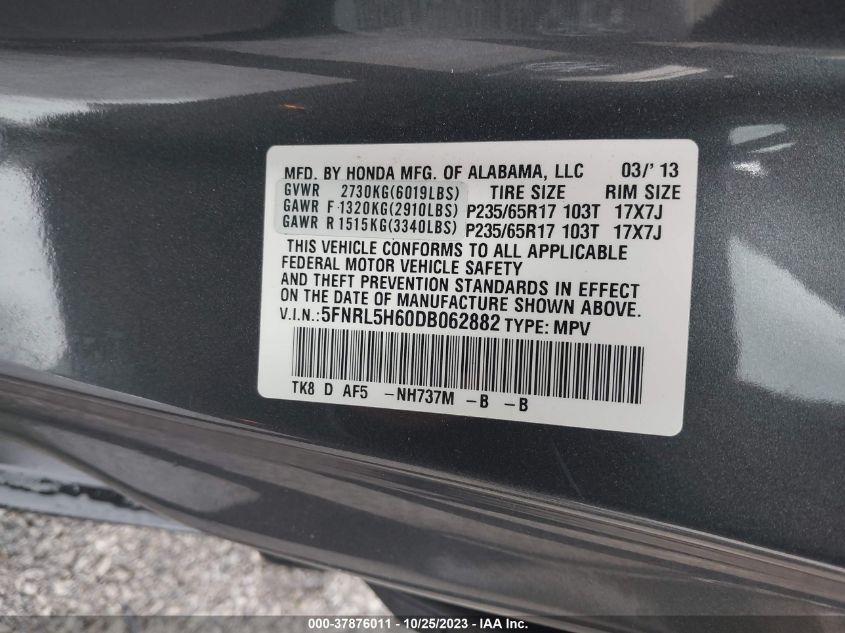 MFD. BY HONDA MFG. OF ALABAMA, LLC 03/' 13
GVWR 2730KG(6019LBS) TIRE SIZE RIM SIZE
GAWR F 1320KG(2910LBS) P235/65R17 103T 17X7J
GAWR R 1515KG(3340LBS) P235/65R17 103T 17X7J
THIS VEHICLE CONFORMS TO ALL APPLICABLE
FEDERAL MOTOR VEHICLE SAFETY
AND THEFT PREVENTION STANDARDS IN EFFECT
ON THE DATE OF MANUFACTURE SHOWN ABOVE.
V.I.N.:5FNRL5H60DB062882 TYPE: MPV
TK8 D AF5 -NH737M -B -B
000-37876011 - 10/25/2023 - IAA Inc.